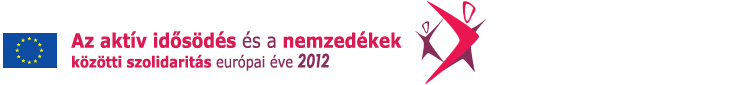 Az aktív idősödés és a nemzedékek
közötti szolidaritás európai éve 2012